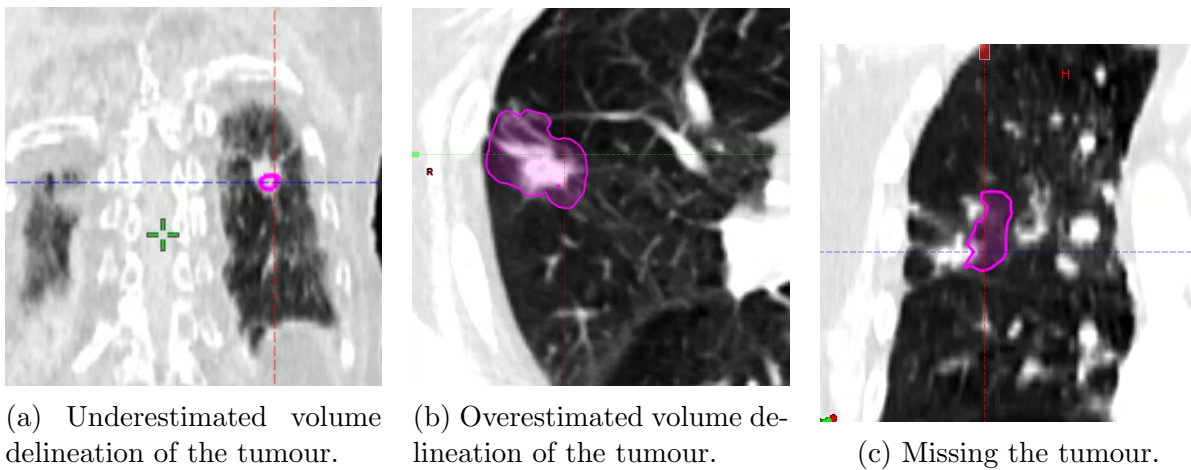 R
H
(a) Underestimated volume
delineation of the tumour.
(b) Overestimated volume de-
lineation of the tumour.
(c) Missing the tumour.